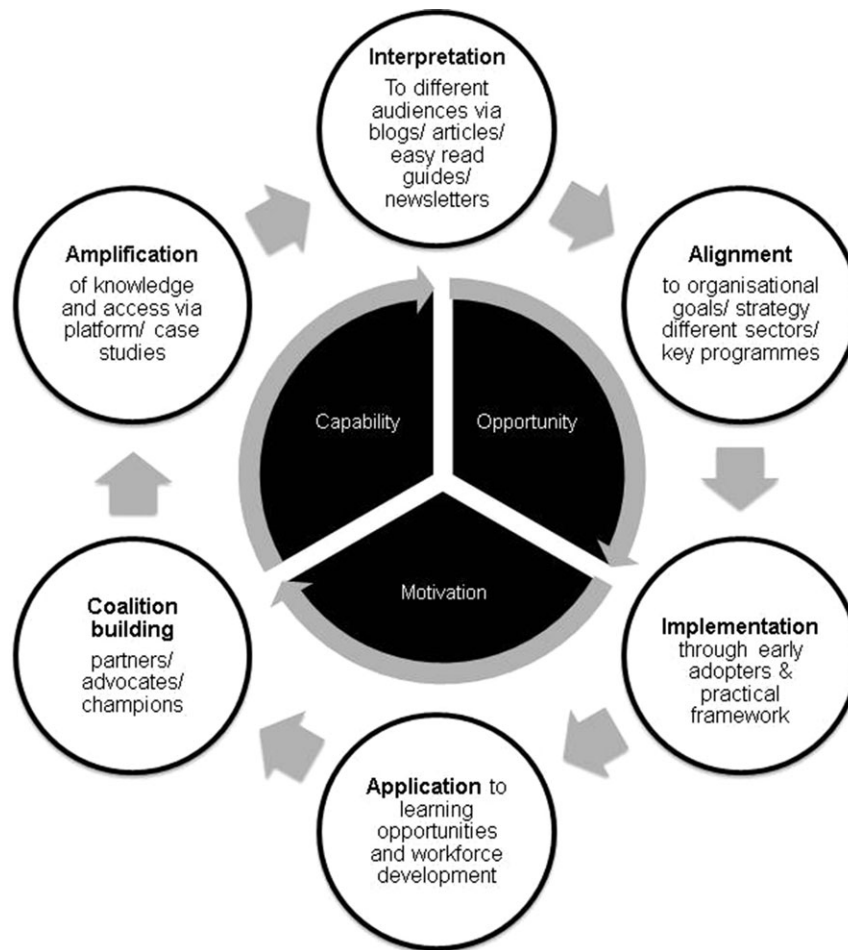 Interpretation
To different
audiences via
blogs/ articles/
easy read
guides/
newsletters
Alignment
to organisational
goals/ strategy
different sectors/
key programmes
Implementation
through early
adopters &
practical
framework
Application to
learning
opportunities
and workforce
development
Coalition
building
partners/
advocates/
champions
Amplification
of knowledge
and access via
platform/ case
studies
Capability
Opportunity
Motivation